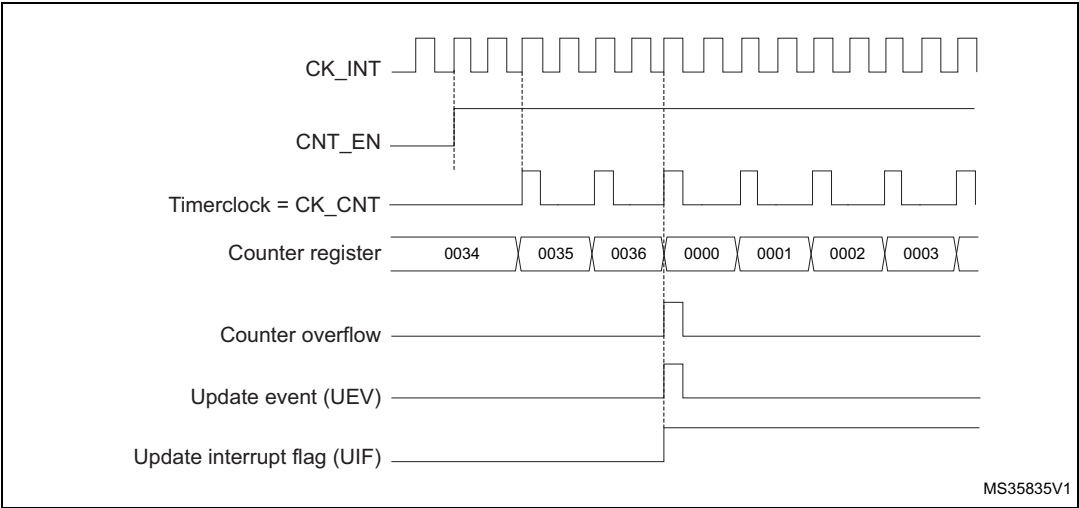 CK_INT
CNT_EN
Timerclock = CK_CNT
Counter register 0034 0035 0036 0000 0001 0002 0003
Counter overflow
Update event (UEV)
Update interrupt flag (UIF)
MS35835V1